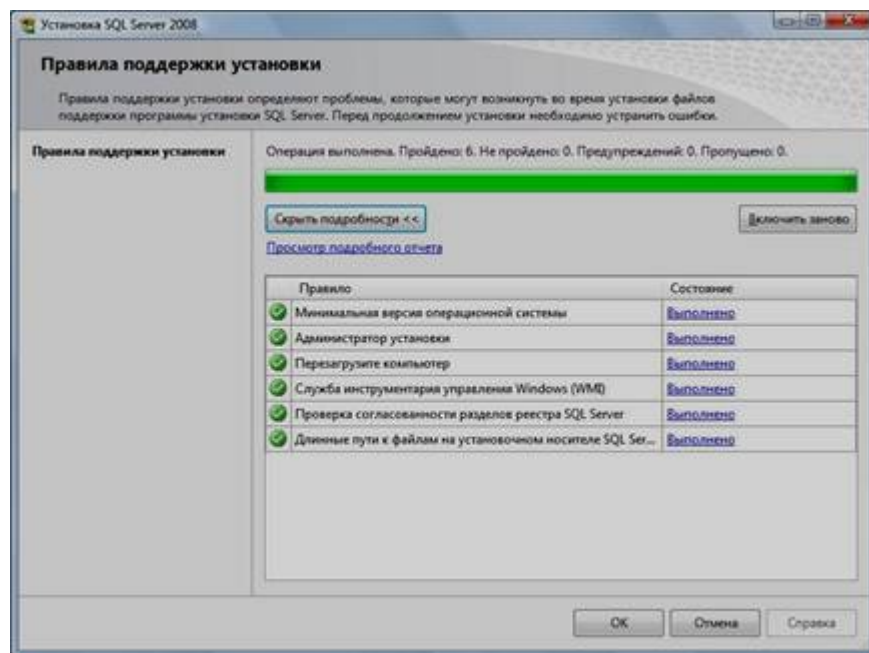 Установка SQL Server 2008
Правила поддержки установки
Правила поддержки установки определяют проблемы, которые могут возникнуть во время установки файлов
поддержки программы установки SQL Server. Перед продолжением установки необходимо устранить ошибки.
Правила поддержки установки
Операция выполнена. Пройдено: 6. Не пройдено: 0. Предупреждений: 0. Пропущено: 0.
Скрыть подробности <<
Включить заново
Просмотр подробного отчета
Правило Состояние
Минимальная версия операционной системы Выполнено
Администратор установки Выполнено
Перезагрузите компьютер Выполнено
Служба инструментария управления Windows (WMI) Выполнено
Проверка согласованности разделов реестра SQL Server Выполнено
Длинные пути к файлам на установочном носителе SQL Ser... Выполнено
OK Отмена Справка